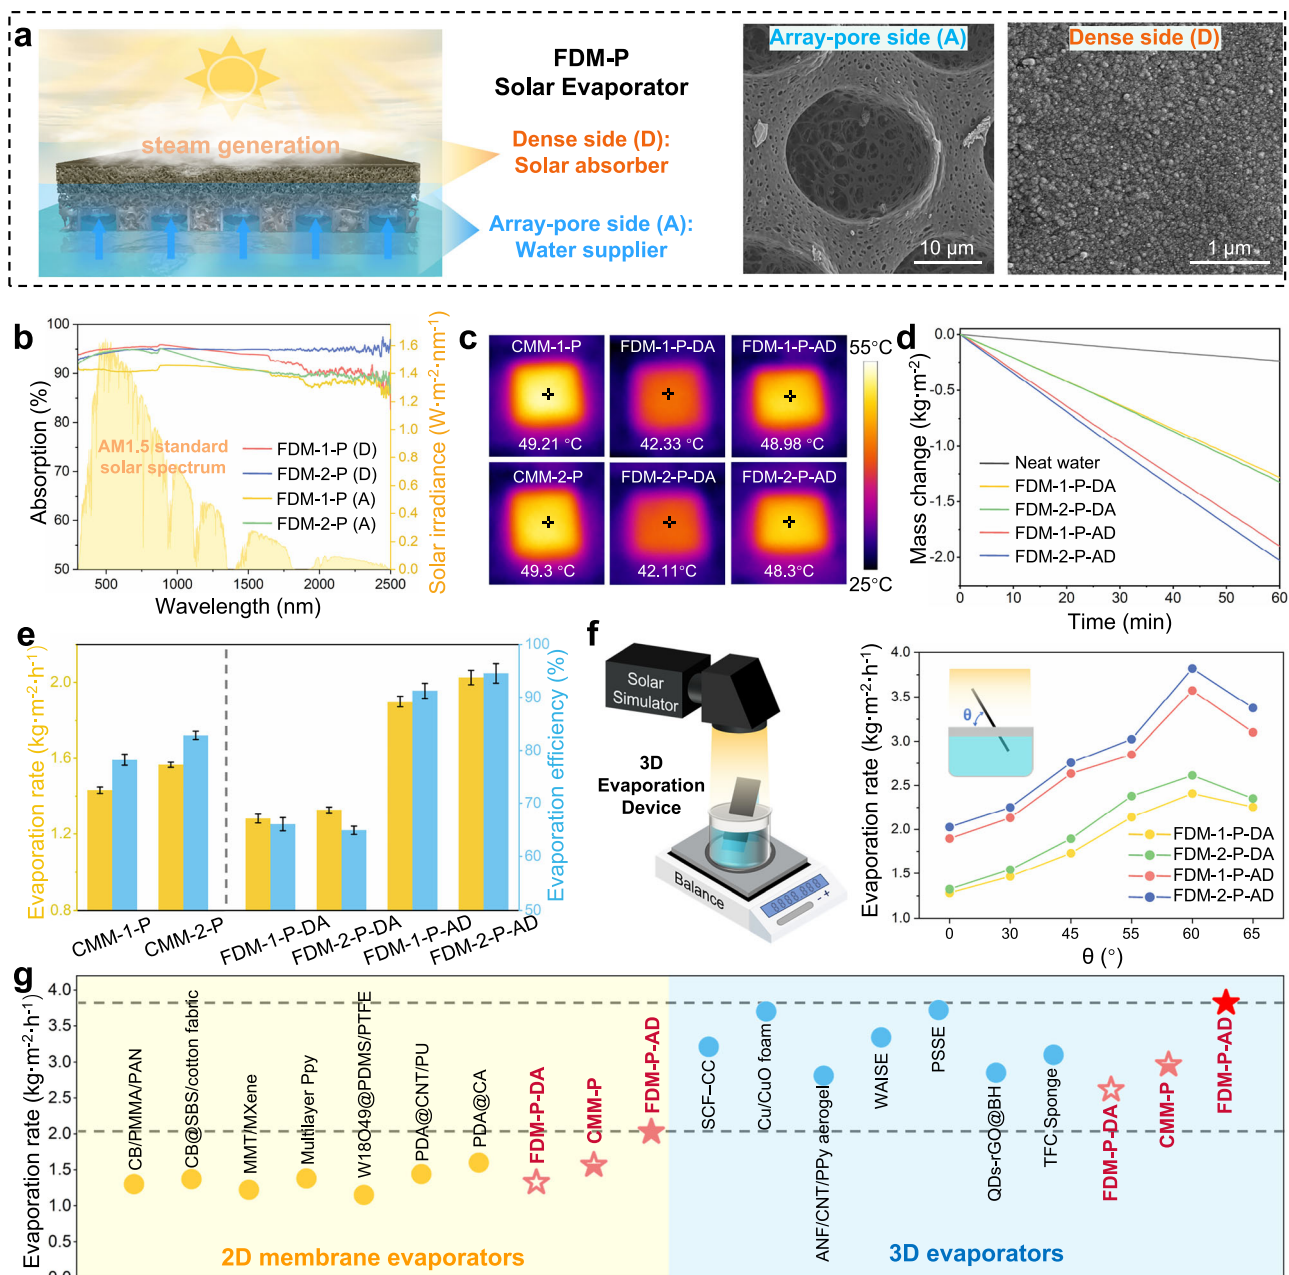 a
steam generation
FDM-P
Solar Evaporator
Dense side (D):
Solar absorber
Array-pore side (A):
Water supplier
Array-pore side (A)
10 μm
Dense side (D)
1 μm
b
Absorption (%)
100
90
80
70
60
50
AM1.5 standard
solar spectrum
FDM-1-P (D)
FDM-2-P (D)
FDM-1-P (A)
FDM-2-P (A)
1.6
1.4
1.2
1.0
0.8
0.6
0.4
0.2
0.0
Solar irradiance (W·m⁻²·nm⁻¹)
500 1000 1500 2000 2500
Wavelength (nm)
c
CMM-1-P
49.21 °C
FDM-1-P-DA
42.33 °C
FDM-1-P-AD
48.98 °C
CMM-2-P
49.3 °C
FDM-2-P-DA
42.11°C
FDM-2-P-AD
48.3°C
55°C
25°C
d
Mass change (kg·m⁻²)
0.0
-0.5
-1.0
-1.5
-2.0
Neat water
FDM-1-P-DA
FDM-2-P-DA
FDM-1-P-AD
FDM-2-P-AD
0 10 20 30 40 50 60
Time (min)
e
Evaporation rate (kg·m⁻²·h⁻¹)
2.0
1.6
1.2
0.8
100
90
80
70
60
50
Evaporation efficiency (%)
CMM-1-P
CMM-2-P
FDM-1-P-DA
FDM-2-P-DA
FDM-1-P-AD
FDM-2-P-AD
f
Solar
Simulator
3D
Evaporation
Device
Balance
Evaporation rate (kg·m⁻²·h⁻¹)
4.0
3.5
3.0
2.5
2.0
1.5
1.0
θ
FDM-1-P-DA
FDM-2-P-DA
FDM-1-P-AD
FDM-2-P-AD
0 30 45 55 60 65
θ (°)
g
Evaporation rate (kg·m⁻²·h⁻¹)
4.0
3.5
3.0
2.5
2.0
1.5
1.0
0.5
0.0
CB/PMMA/PAN
CB@SBS/cotton fabric
MMT/MXene
Multilayer Ppy
W18O49@PDMS/PTFE
PDA@CNT/PU
PDA@CA
FDM-P-DA
CMM-P
FDM-P-AD
SCF–CC
Cu/CuO foam
ANF/CNT/PPy aerogel
WAISE
PSSE
QDs-rGO@BH
TFC Sponge
FDM-P-DA
CMM-P
FDM-P-AD
2D membrane evaporators
3D evaporators